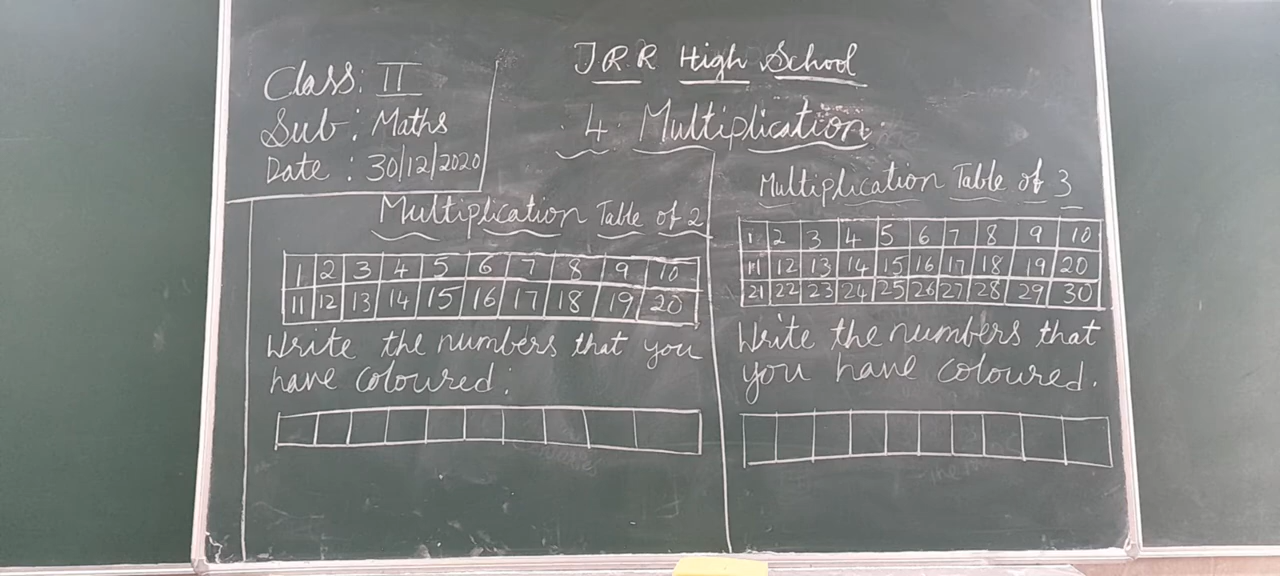 J R R High School
Class: II
Sub: Maths
Date: 30/12/2020
4. Multiplication
Multiplication Table of 2
1 2 3 4 5 6 7 8 9 10
11 12 13 14 15 16 17 18 19 20
Write the numbers that you
have coloured:
Multiplication Table of 3
1 2 3 4 5 6 7 8 9 10
11 12 13 14 15 16 17 18 19 20
21 22 23 24 25 26 27 28 29 30
Write the numbers that
you have coloured.